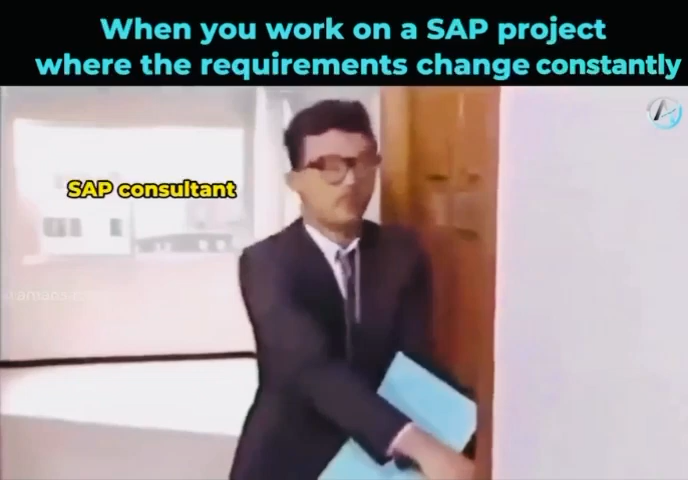 When you work on a SAP project
where the requirements change constantly
SAP consultant